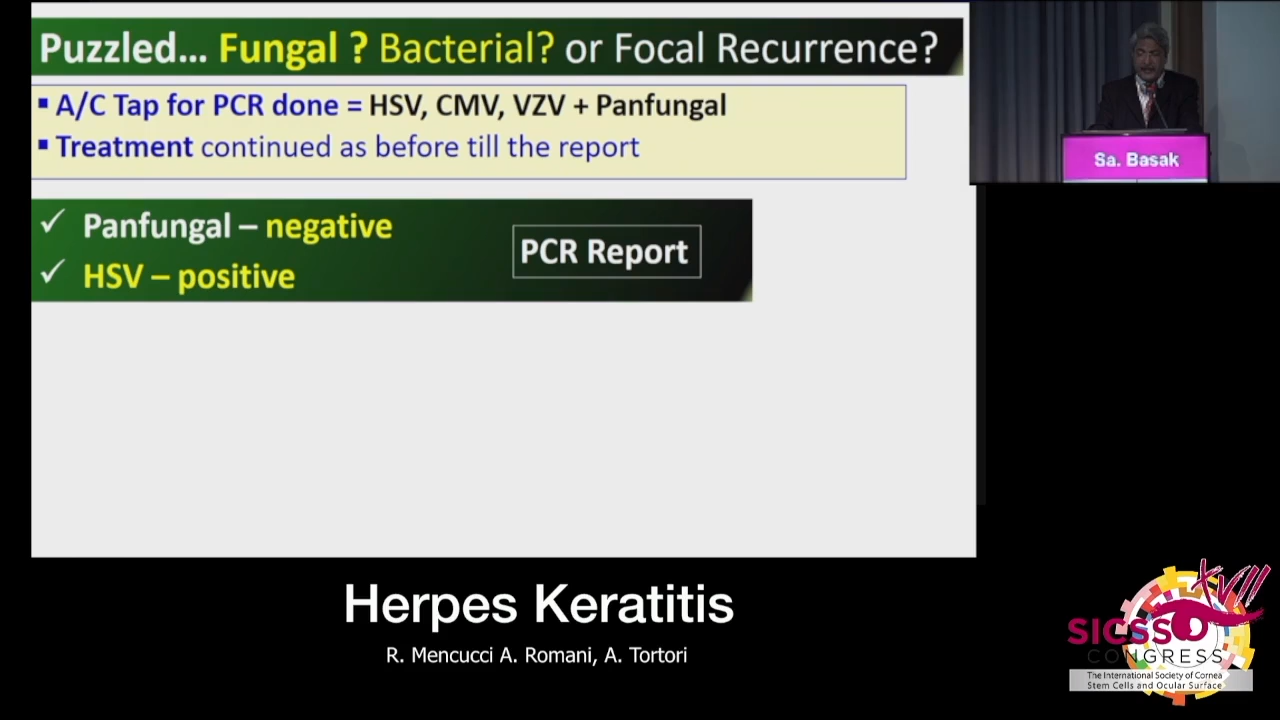 Puzzled... Fungal ? Bacterial? or Focal Recurrence?
▪ A/C Tap for PCR done = HSV, CMV, VZV + Panfungal
▪ Treatment continued as before till the report
✓ Panfungal – negative
✓ HSV – positive
PCR Report
Sa. Basak
Herpes Keratitis
R. Mencucci A. Romani, A. Tortori
XVII
SICSSO
CONGRESS
The International Society of Cornea
Stem Cells and Ocular Surface